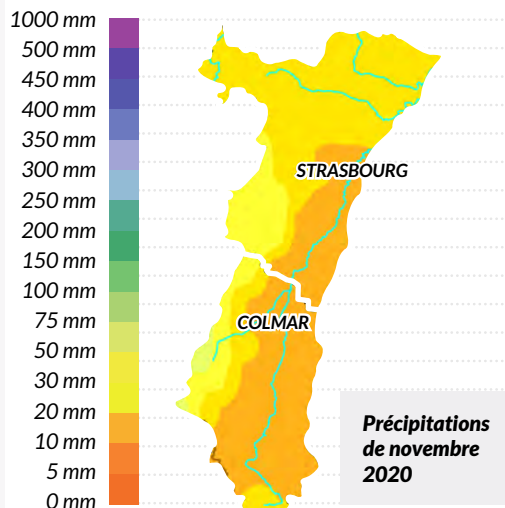 1000 mm
500 mm
450 mm
400 mm
350 mm
300 mm
250 mm
200 mm
150 mm
100 mm
75 mm
50 mm
30 mm
20 mm
10 mm
5 mm
0 mm
STRASBOURG
COLMAR
Précipitations
de novembre
2020